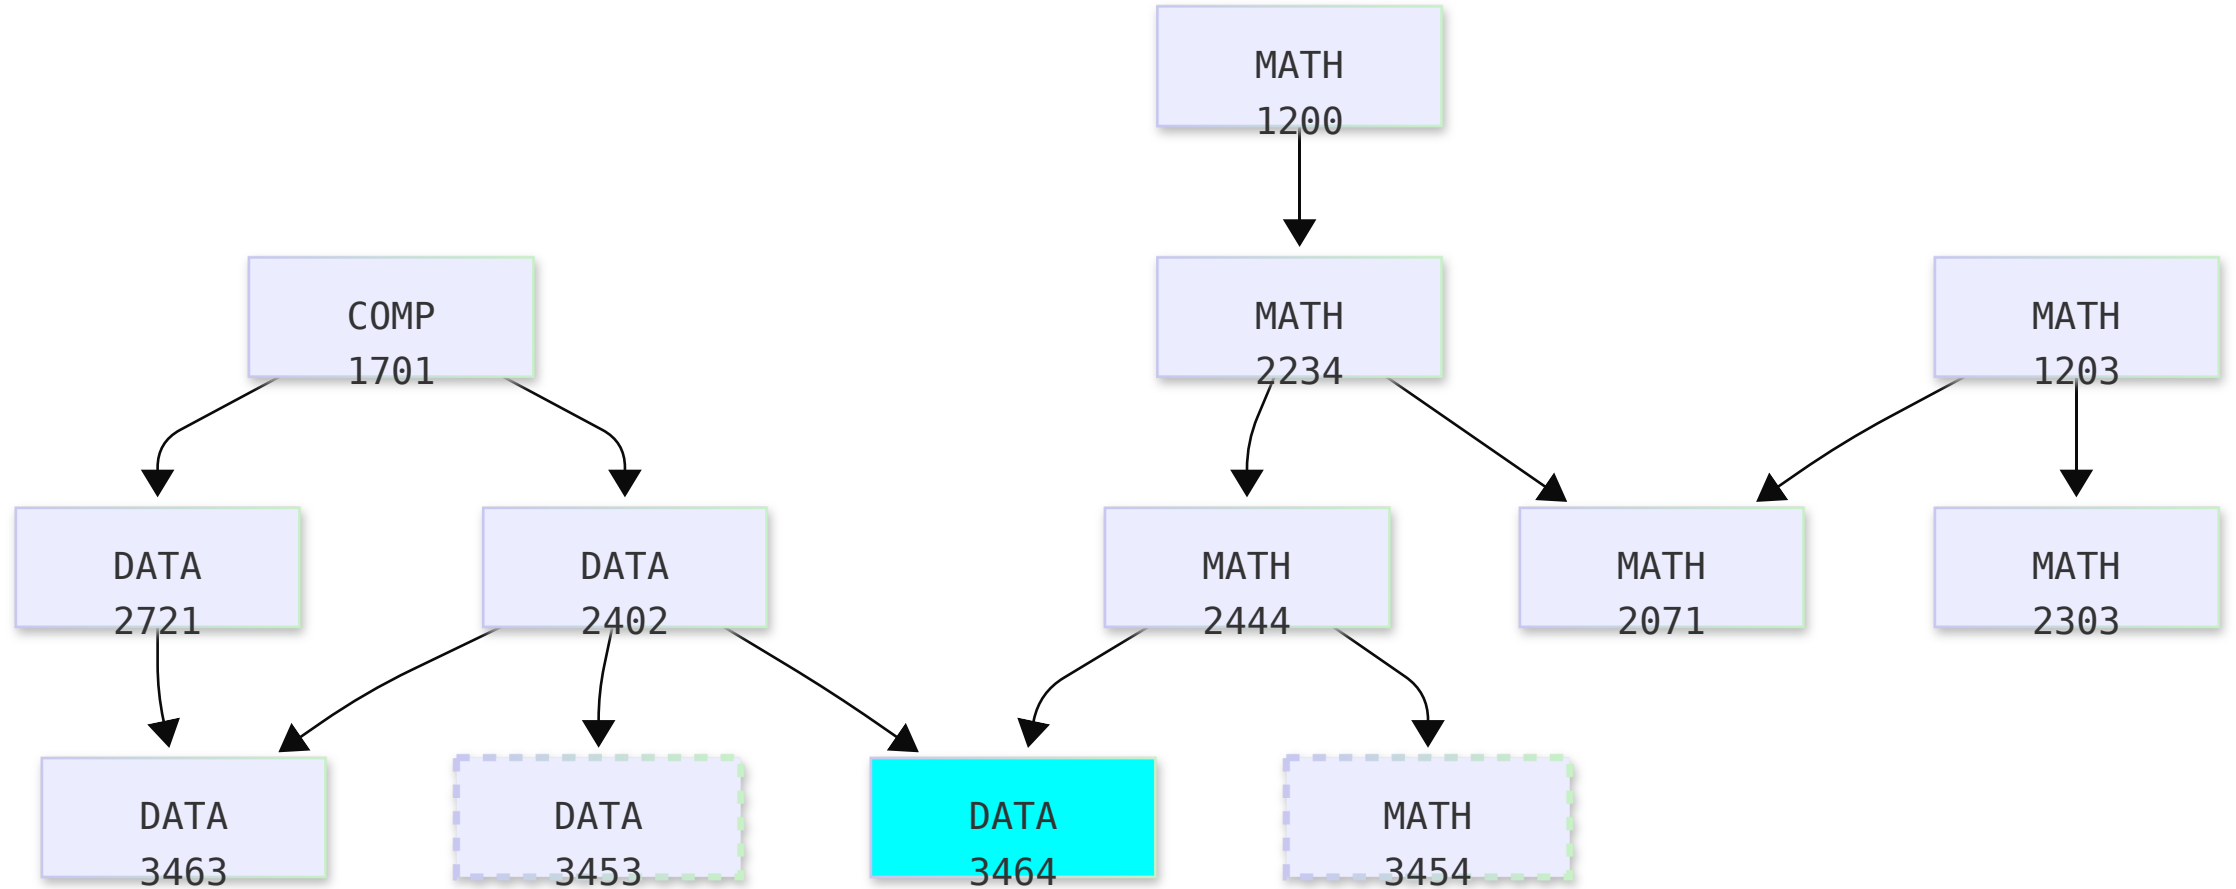 MATH
1200
COMP
1701
MATH
2234
MATH
1203
DATA
2721
DATA
2402
MATH
2444
MATH
2071
MATH
2303
DATA
3463
DATA
3453
DATA
3464
MATH
3454